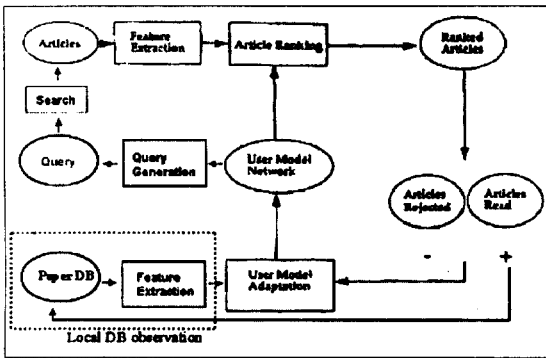 Articles
Feature
Extraction
Article Ranking
Ranked
Articles
Search
Query
Query
Generation
User Model
Network
Articles
Rejected
Articles
Read
-
+
Paper DB
Feature
Extraction
User Model
Adaptation
Local DB observation